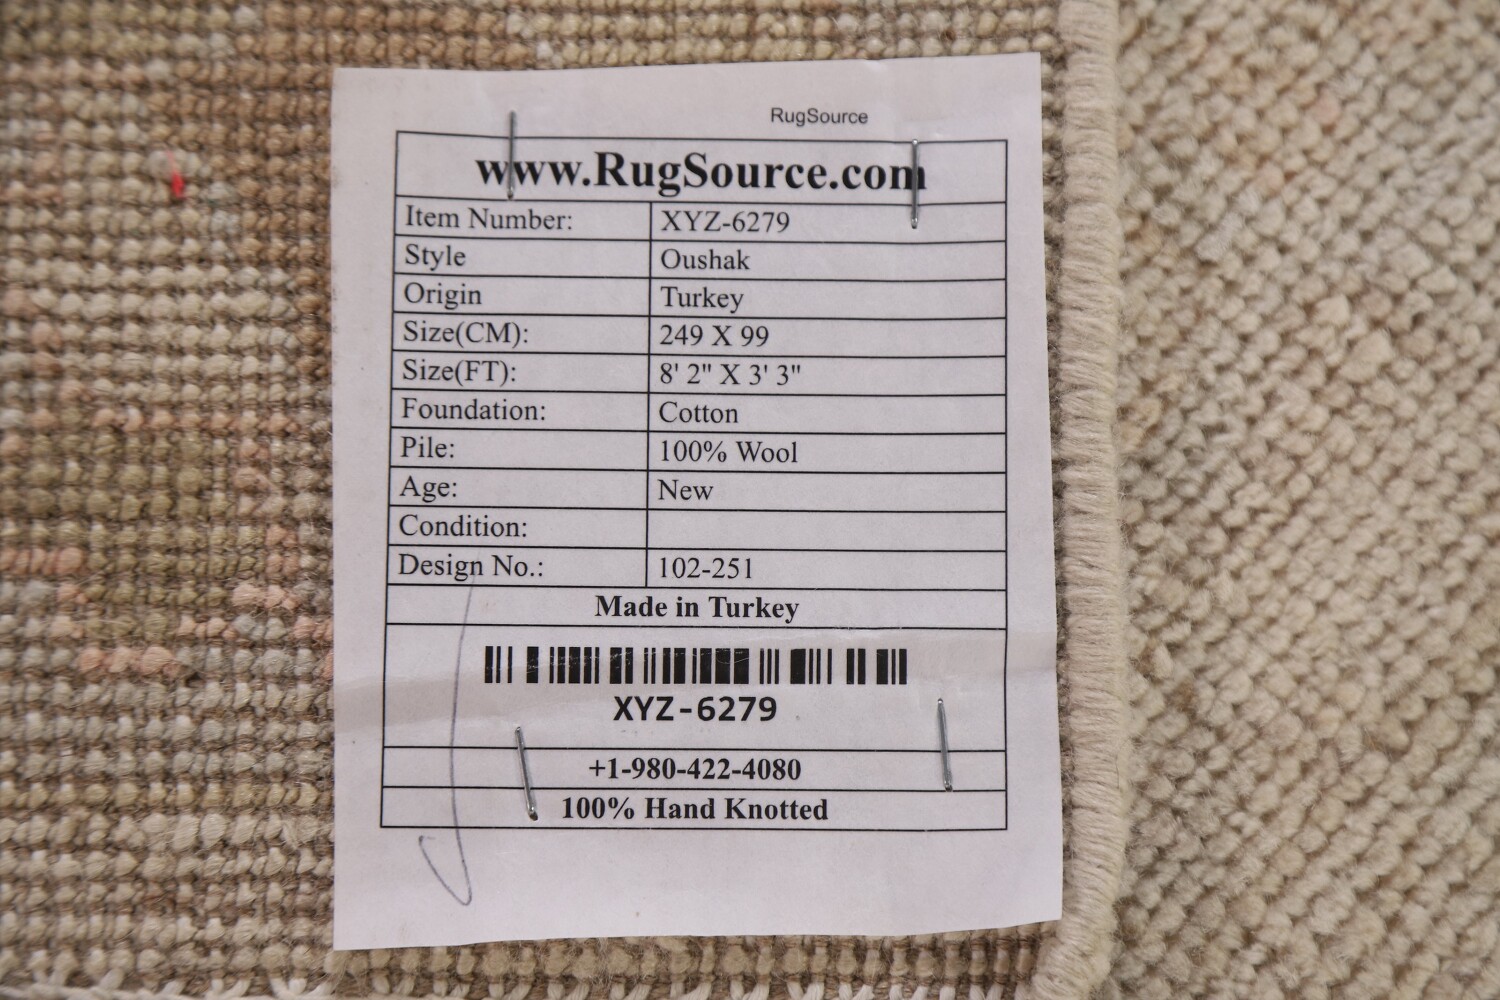 RugSource
www.RugSource.com
Item Number: XYZ-6279
Style Oushak
Origin Turkey
Size(CM): 249 X 99
Size(FT): 8' 2" X 3' 3"
Foundation: Cotton
Pile: 100% Wool
Age: New
Condition:
Design No.: 102-251
Made in Turkey
XYZ-6279
+1-980-422-4080
100% Hand Knotted